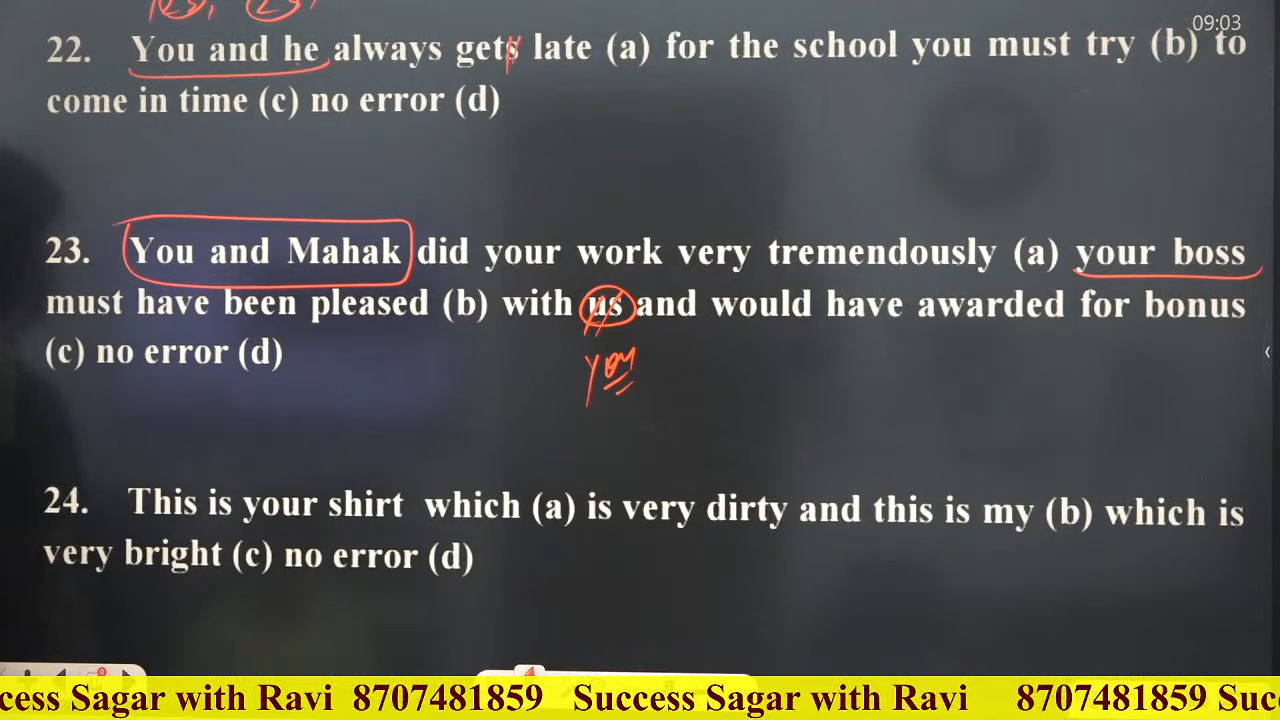 09:03
22. You and he always gets late (a) for the school you must try (b) to
come in time (c) no error (d)
23. You and Mahak did your work very tremendously (a) your boss
must have been pleased (b) with us and would have awarded for bonus
(c) no error (d)
you
24. This is your shirt which (a) is very dirty and this is my (b) which is
very bright (c) no error (d)
cess Sagar with Ravi 8707481859 Success Sagar with Ravi 8707481859 Suc